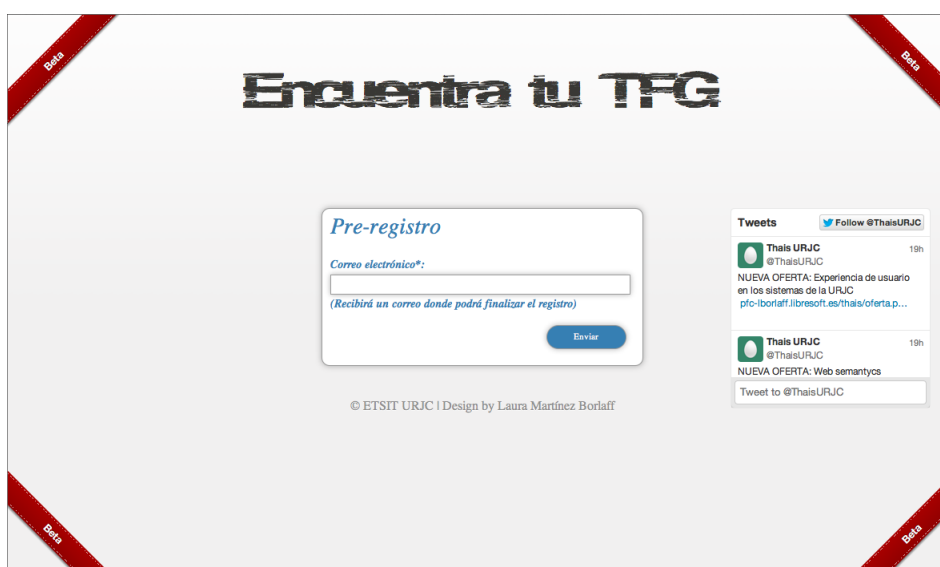 Beta
Beta
Encuentra tu TFG
Pre-registro
Correo electrónico*:
(Recibirá un correo donde podrá finalizar el registro)
Enviar
Tweets
Follow @ThaisURJC
Thais URJC 19h
@ThaisURJC
NUEVA OFERTA: Experiencia de usuario
en los sistemas de la URJC
pfc-lborlaff.libresoft.es/thais/oferta.p…
Thais URJC 19h
@ThaisURJC
NUEVA OFERTA: Web semantycs
Tweet to @ThaisURJC
© ETSIT URJC | Design by Laura Martínez Borlaff
Beta
Beta